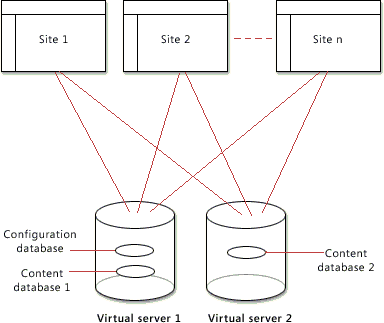 Site 1
Site 2
Site n
Configuration
database
Content
database 1
Content
database 2
Virtual server 1
Virtual server 2